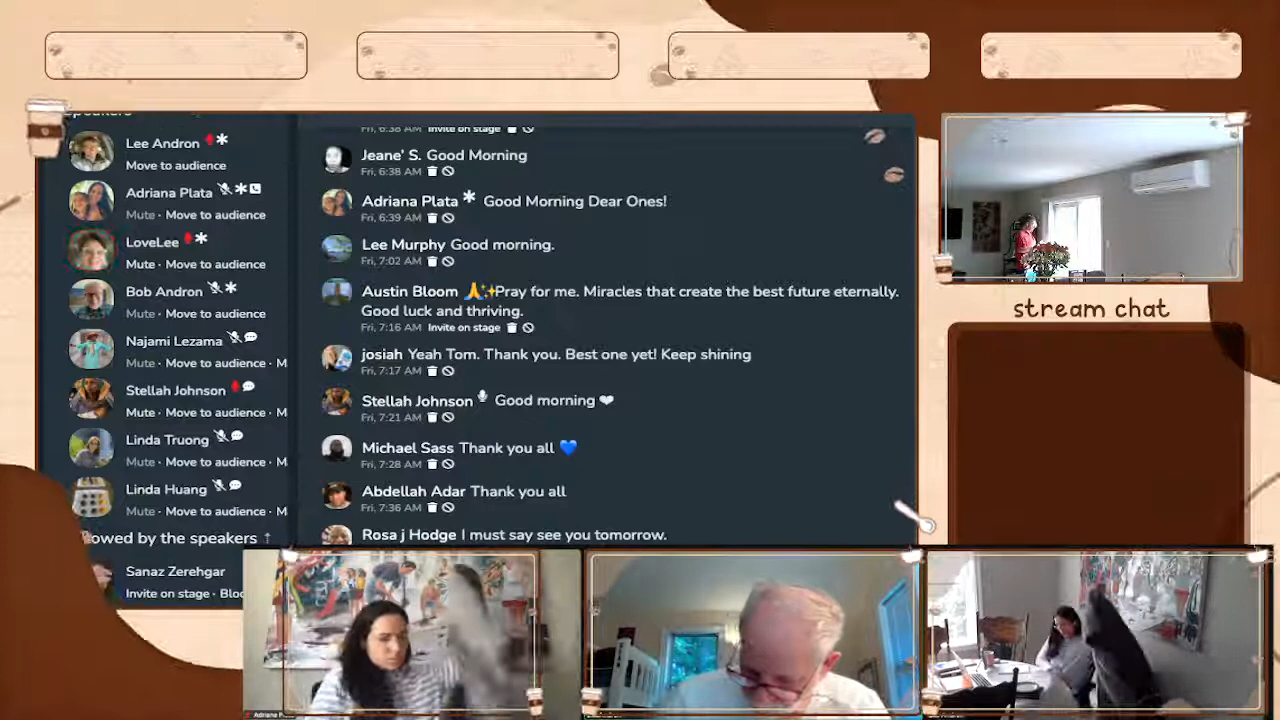 Speakers
Lee Andron
Move to audience
Adriana Plata
Mute · Move to audience
LoveLee
Mute · Move to audience
Bob Andron
Mute · Move to audience
Najami Lezama
Mute · Move to audience · M
Stellah Johnson
Mute · Move to audience · M
Linda Truong
Mute · Move to audience · M
Linda Huang
Mute · Move to audience · M
owed by the speakers ↑
Sanaz Zerehgar
Invite on stage · Bloc
Fri, 6:38 AM Invite on stage
Jeane' S. Good Morning
Fri, 6:38 AM
Adriana Plata * Good Morning Dear Ones!
Fri, 6:39 AM
Lee Murphy Good morning.
Fri, 7:02 AM
Austin Bloom 🙏✨Pray for me. Miracles that create the best future eternally.
Good luck and thriving.
Fri, 7:16 AM Invite on stage
josiah Yeah Tom. Thank you. Best one yet! Keep shining
Fri, 7:17 AM
Stellah Johnson Good morning ❤
Fri, 7:21 AM
Michael Sass Thank you all 💙
Fri, 7:28 AM
Abdellah Adar Thank you all
Fri, 7:36 AM
Rosa j Hodge I must say see you tomorrow.
stream chat
Adriana P